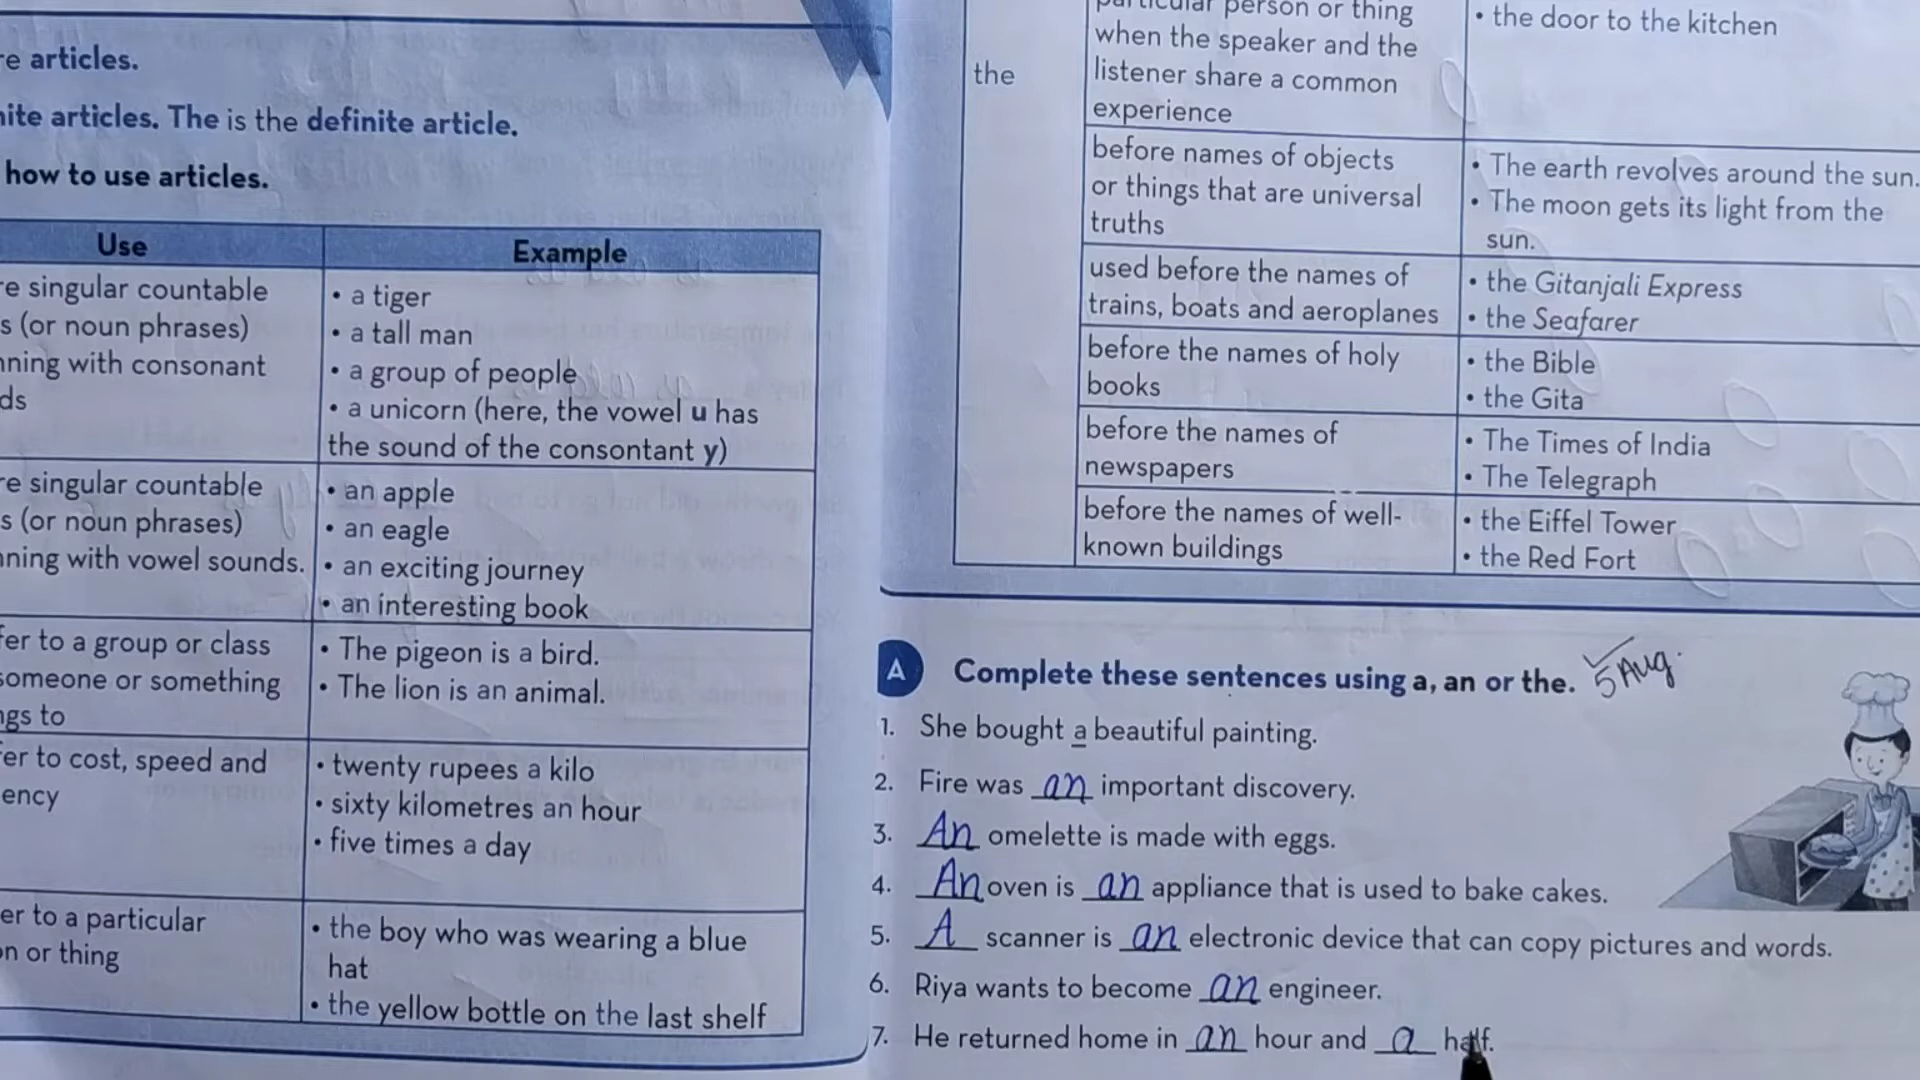 articles.
articles. The is the definite article.
how to use articles.
Use Example
singular countable
(or noun phrases)
with consonant
• a tiger
• a tall man
• a group of people
• a unicorn (here, the vowel u has
the sound of the consontant y)
singular countable
(or noun phrases)
with vowel sounds.
• an apple
• an eagle
• an exciting journey
• an interesting book
to a group or class
someone or something
to
• The pigeon is a bird.
• The lion is an animal.
to cost, speed and
• twenty rupees a kilo
• sixty kilometres an hour
• five times a day
to a particular
or thing
• the boy who was wearing a blue
hat
• the yellow bottle on the last shelf
the
particular person or thing
when the speaker and the
listener share a common
experience
• the door to the kitchen
before names of objects
or things that are universal
truths
• The earth revolves around the sun.
• The moon gets its light from the
sun.
used before the names of
trains, boats and aeroplanes
• the Gitanjali Express
• the Seafarer
before the names of holy
books
• the Bible
• the Gita
before the names of
newspapers
• The Times of India
• The Telegraph
before the names of well-
known buildings
• the Eiffel Tower
• the Red Fort
A Complete these sentences using a, an or the. 5 Aug
1. She bought a beautiful painting.
2. Fire was an important discovery.
3. An omelette is made with eggs.
4. An oven is an appliance that is used to bake cakes.
5. A scanner is an electronic device that can copy pictures and words.
6. Riya wants to become an engineer.
7. He returned home in an hour and a half.